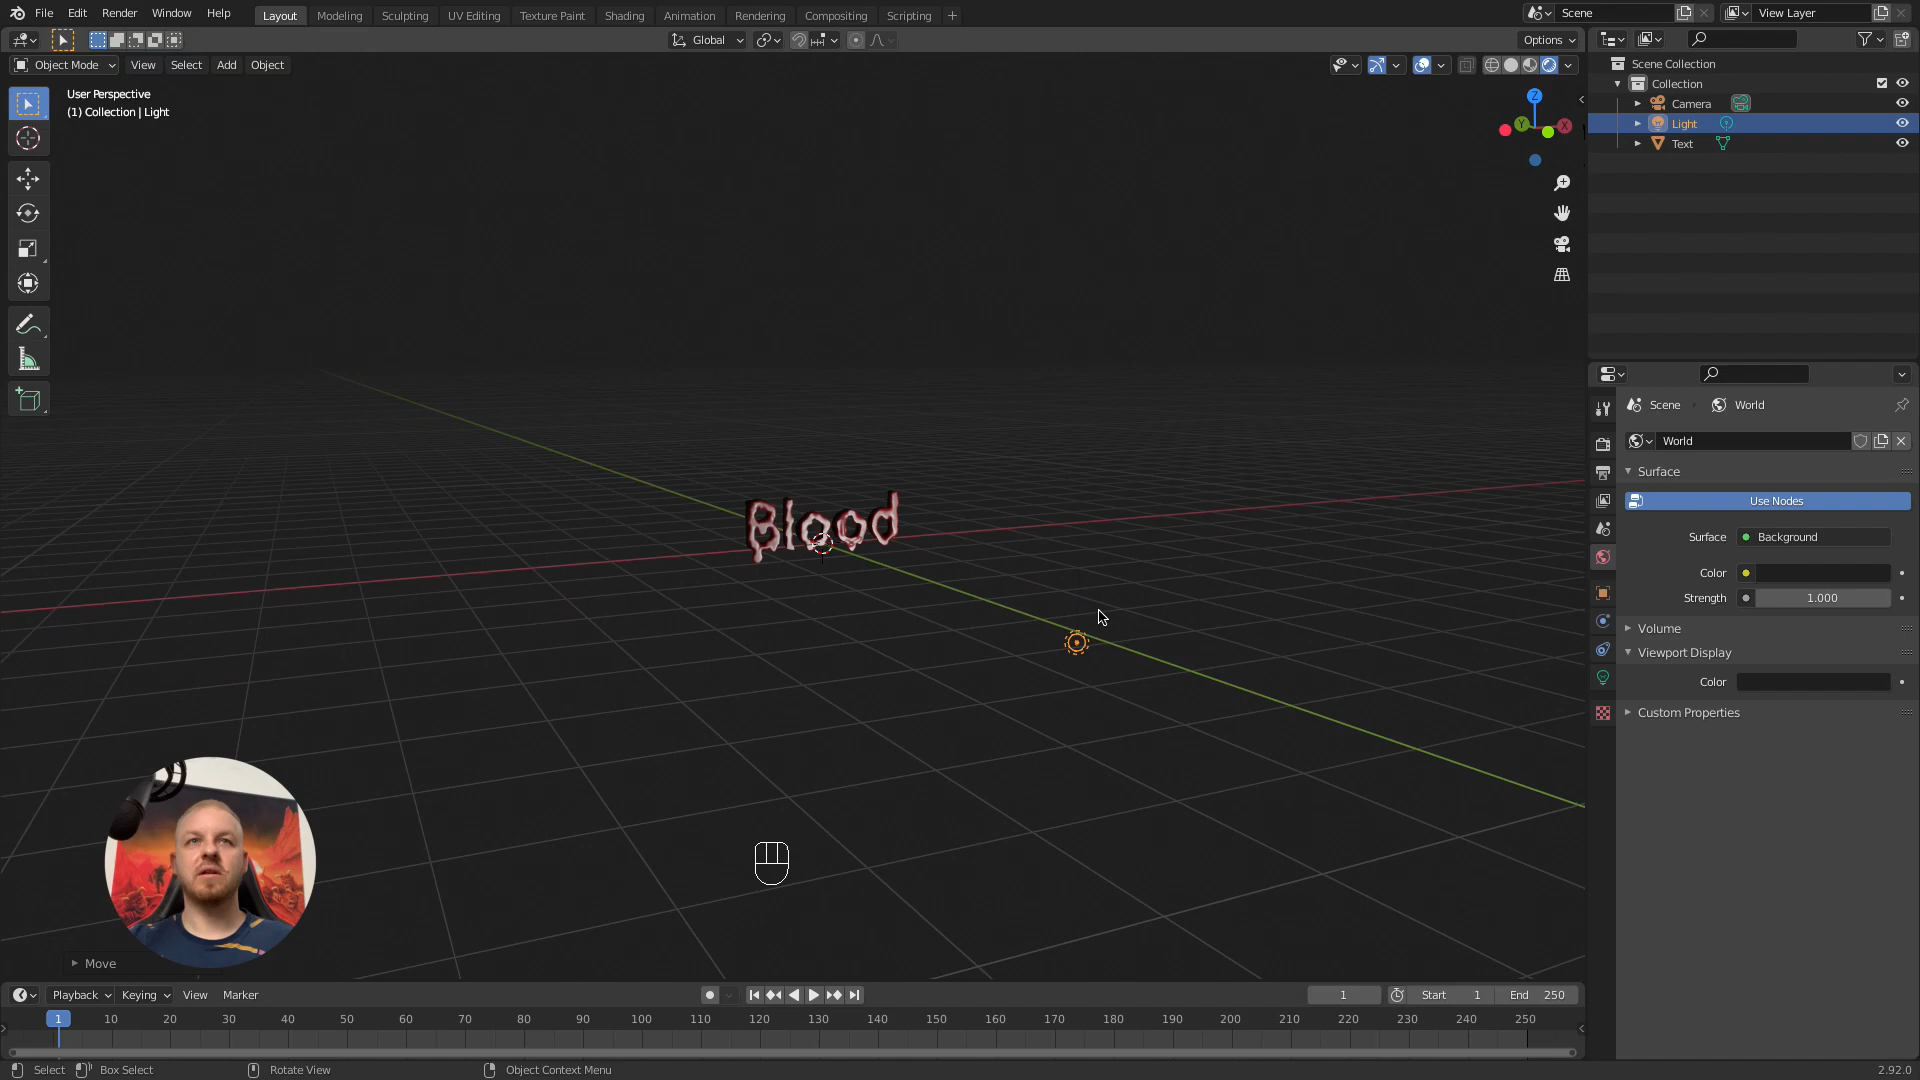 File Edit Render Window Help
Layout Modeling Sculpting UV Editing Texture Paint Shading Animation Rendering Compositing Scripting
Scene
View Layer
Global
Options
Object Mode View Select Add Object
User Perspective
(1) Collection | Light
Z
Y
X
Scene Collection
Collection
Camera
Light
Text
Blood
Scene World
World
Surface
Use Nodes
Surface Background
Color
Strength 1.000
Volume
Viewport Display
Color
Custom Properties
Move
Playback Keying View Marker
1
Start 1
End 250
1 10 20 30 40 50 60 70 80 90 100 110 120 130 140 150 160 170 180 190 200 210 220 230 240 250
Select Box Select Rotate View Object Context Menu
2.92.0